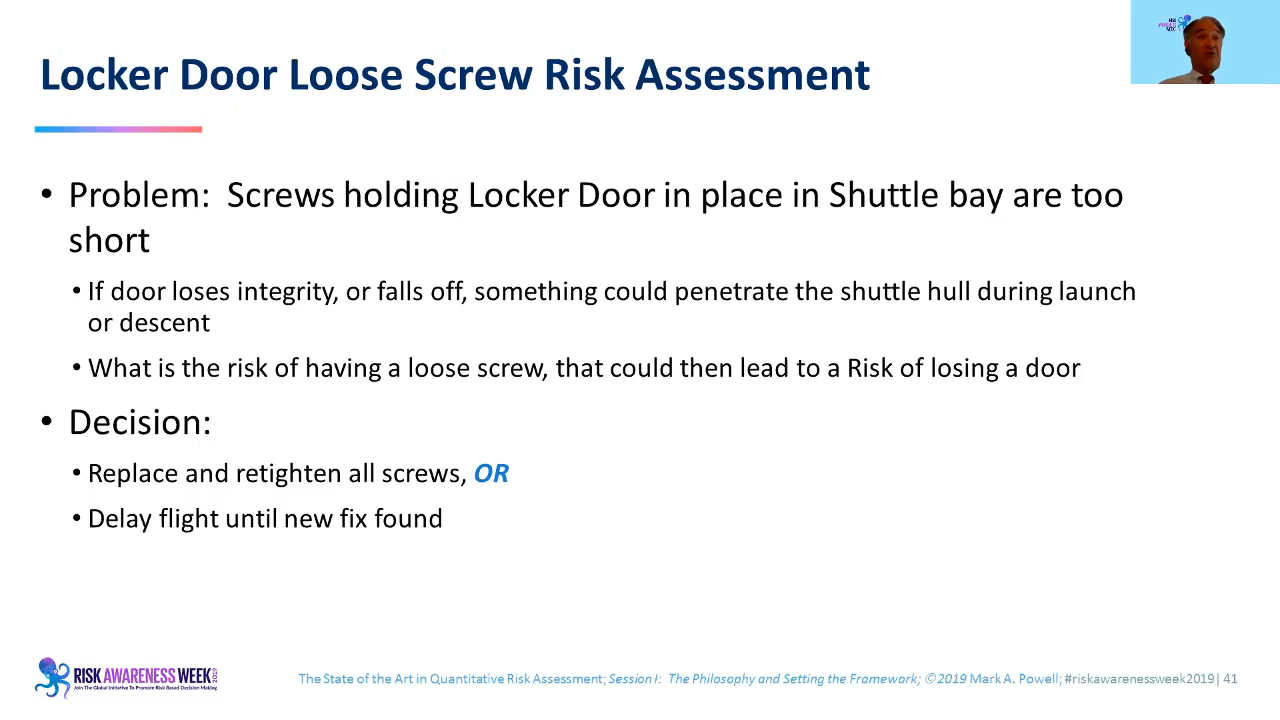 RISK
AWARENESS
WEEK
Locker Door Loose Screw Risk Assessment
• Problem: Screws holding Locker Door in place in Shuttle bay are too
short
• If door loses integrity, or falls off, something could penetrate the shuttle hull during launch
or descent
• What is the risk of having a loose screw, that could then lead to a Risk of losing a door
• Decision:
• Replace and retighten all screws, OR
• Delay flight until new fix found
RISK AWARENESS WEEK 2019
Join The Global Initiative To Promote Risk Based Decision Making
The State of the Art in Quantitative Risk Assessment; Session I: The Philosophy and Setting the Framework; ©2019 Mark A. Powell; #riskawarenessweek2019| 41